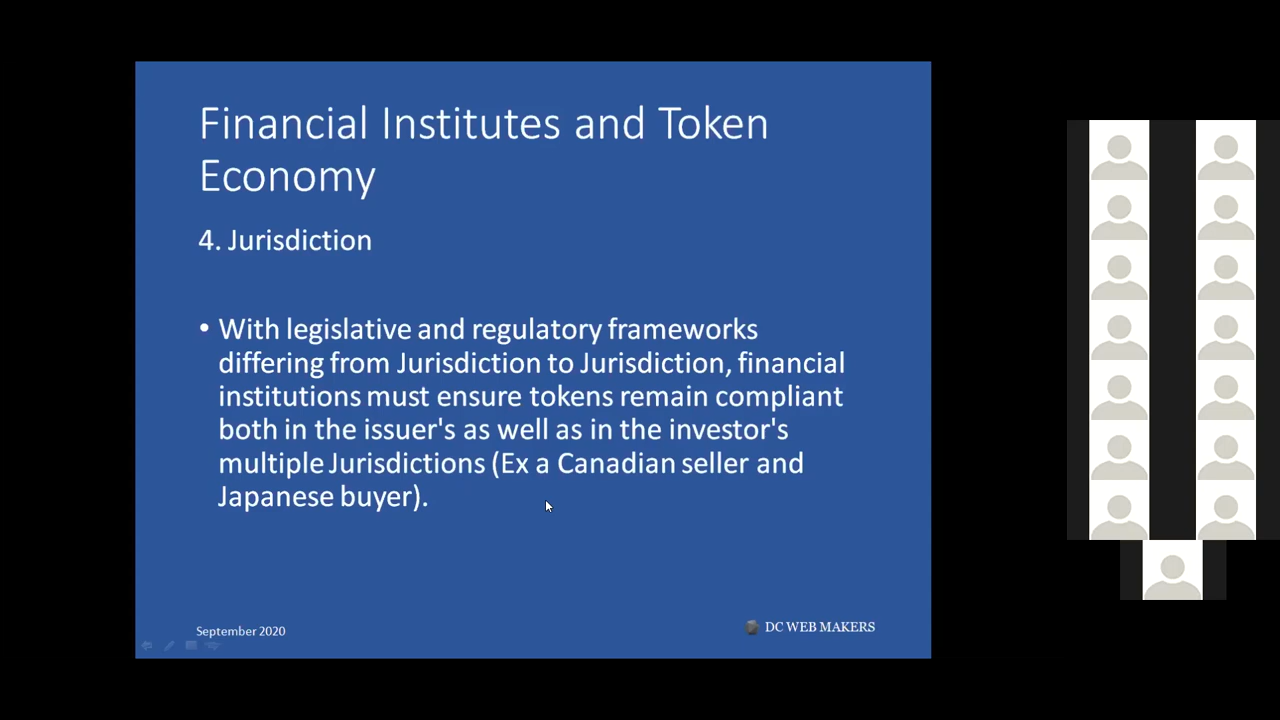 Financial Institutes and Token
Economy
4. Jurisdiction
• With legislative and regulatory frameworks
differing from Jurisdiction to Jurisdiction, financial
institutions must ensure tokens remain compliant
both in the issuer's as well as in the investor's
multiple Jurisdictions (Ex a Canadian seller and
Japanese buyer).
September 2020
DC WEB MAKERS